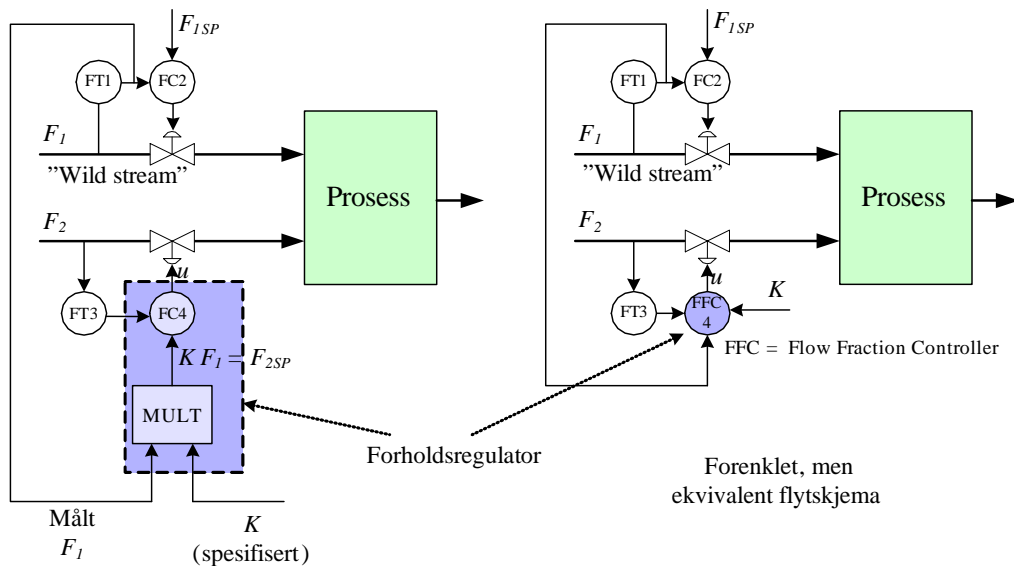 F1SP
FT1
FC2
F1
"Wild stream"
Prosess
F2
u
FT3
FC4
K F1 = F2SP
MULT
Målt
F1
K
(spesifisert)
Forholdsregulator
F1SP
FT1
FC2
F1
"Wild stream"
Prosess
F2
u
FT3
FFC
4
K
FFC = Flow Fraction Controller
Forenklet, men
ekvivalent flytskjema